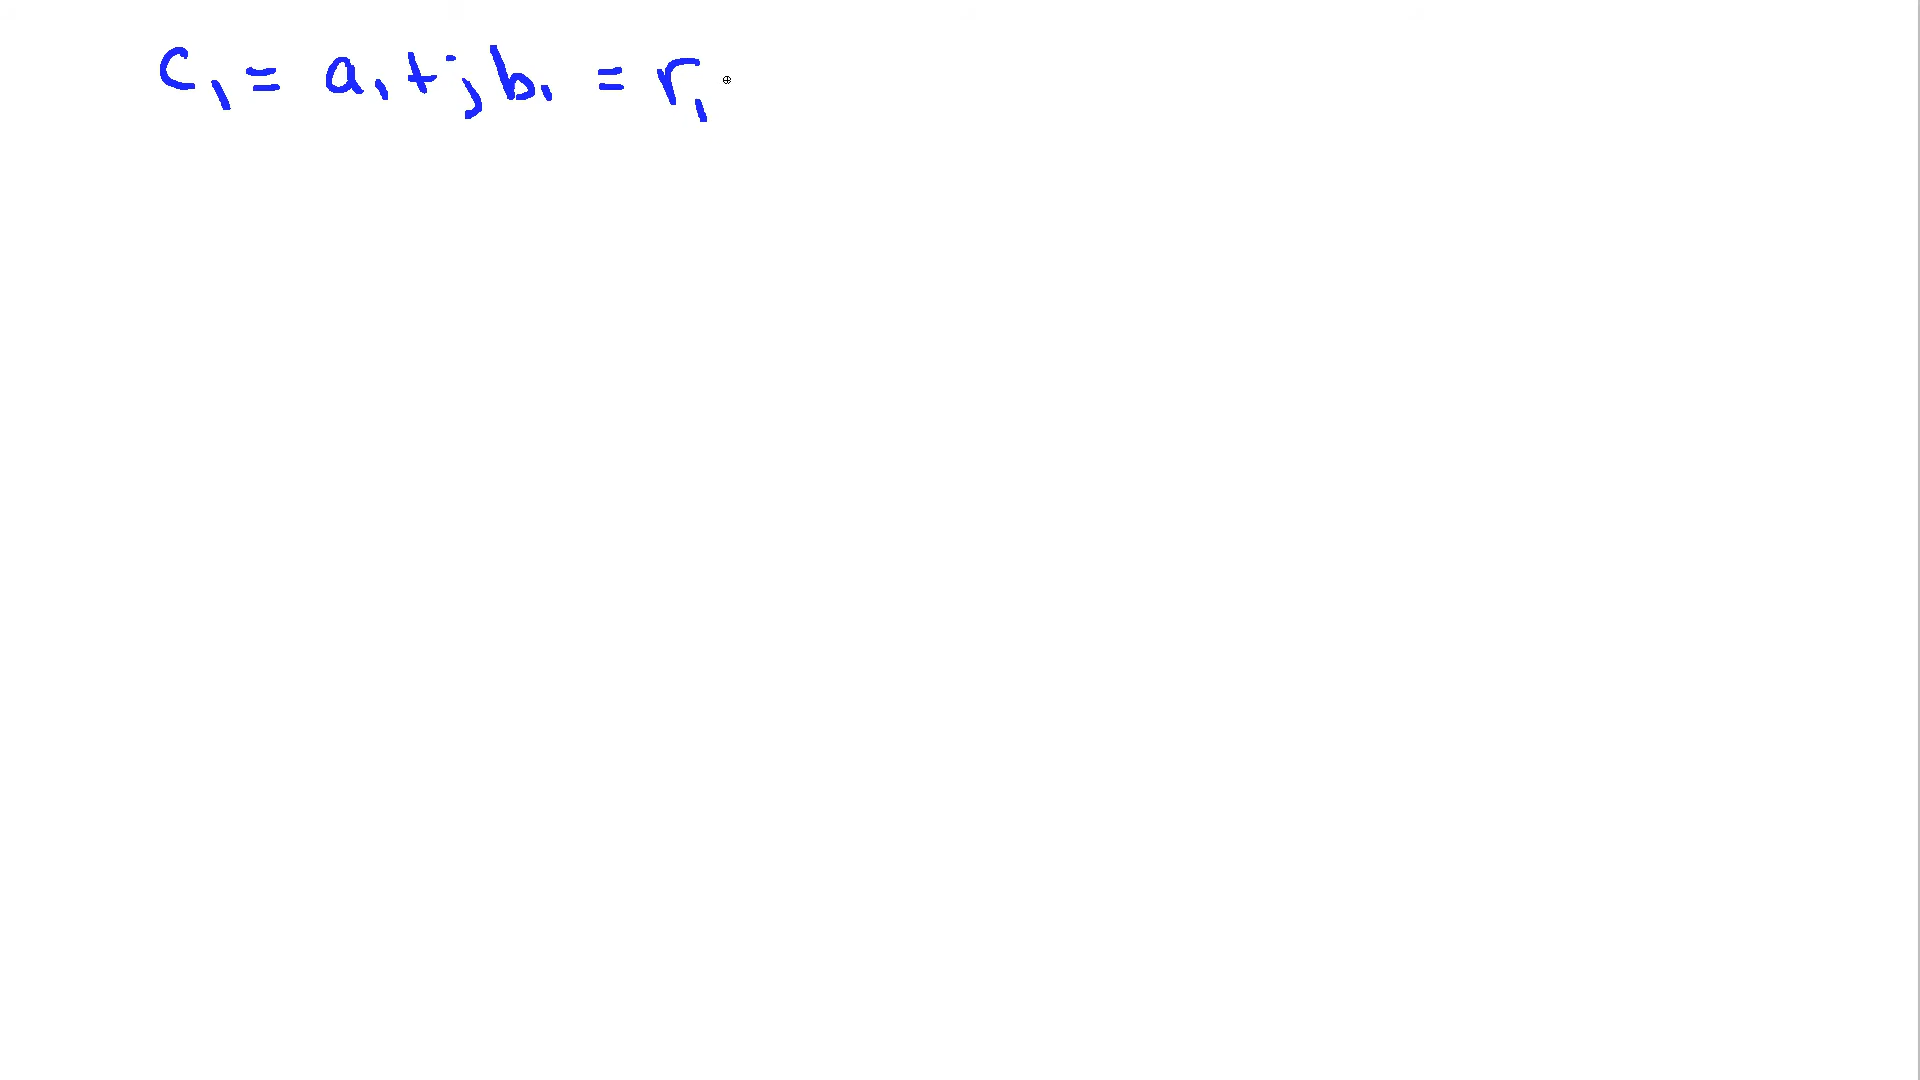 c₁ = a₁ + jb₁ = r₁